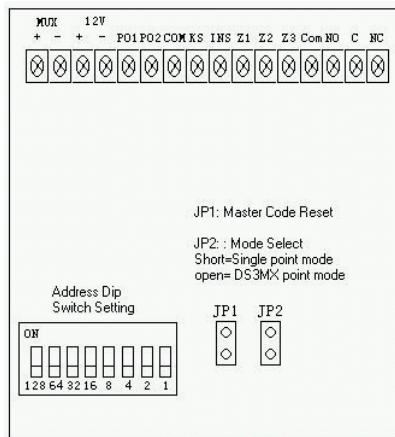 MUX 12V
+ - + - PO1 PO2 COM KS INS Z1 Z2 Z3 Com NO C NC
JP1: Master Code Reset
JP2: : Mode Select
Short=Single point mode
open= DS3MX point mode
Address Dip
Switch Setting
JP1 JP2
ON
128 64 32 16 8 4 2 1